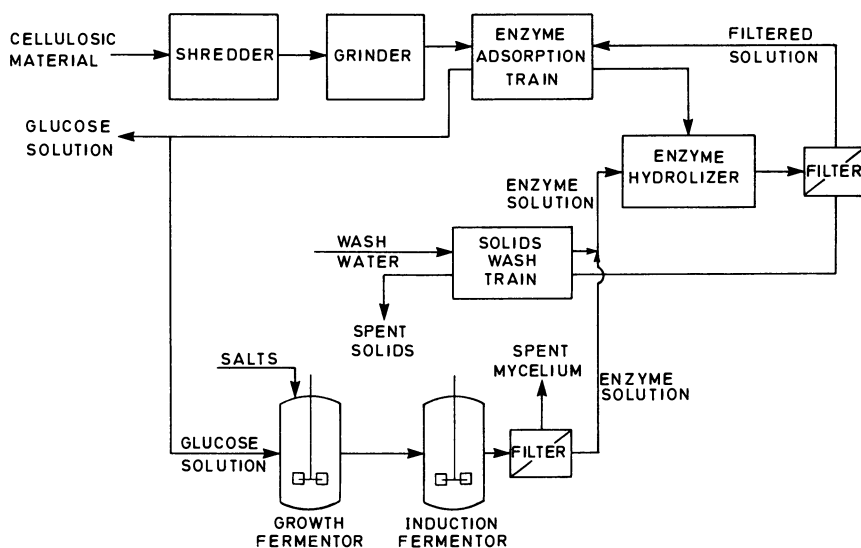 CELLULOSIC
MATERIAL
SHREDDER
GRINDER
ENZYME
ADSORPTION
TRAIN
FILTERED
SOLUTION
GLUCOSE
SOLUTION
ENZYME
HYDROLIZER
FILTER
ENZYME
SOLUTION
WASH
WATER
SOLIDS
WASH
TRAIN
SPENT
SOLIDS
SPENT
MYCELIUM
SALTS
ENZYME
SOLUTION
GLUCOSE
SOLUTION
FILTER
GROWTH
FERMENTOR
INDUCTION
FERMENTOR